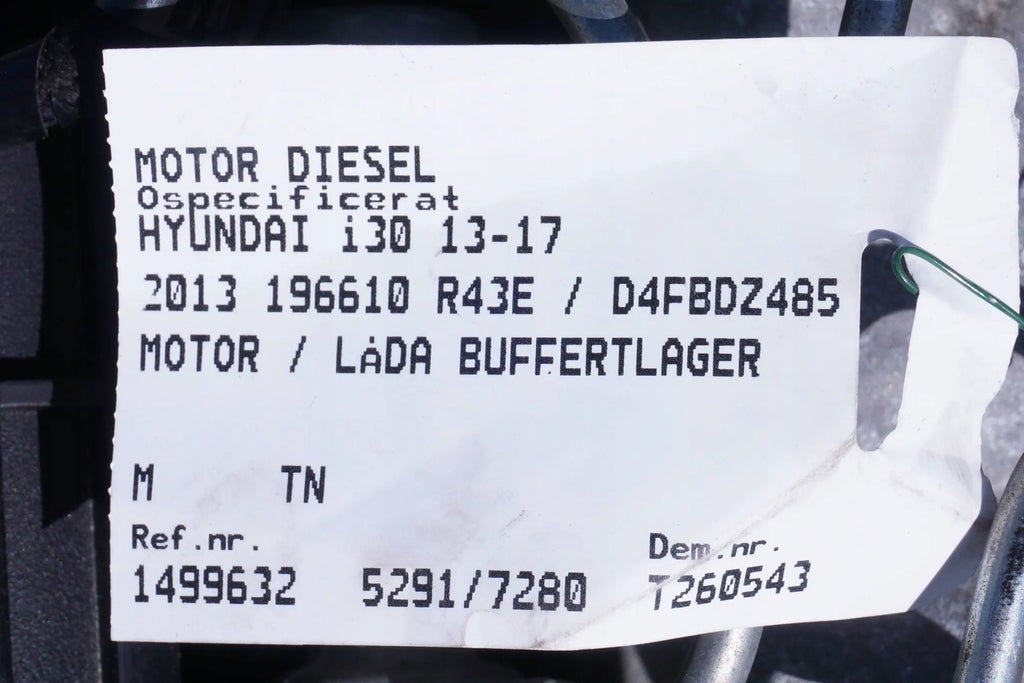 MOTOR DIESEL
Ospecificerat
HYUNDAI i30 13-17
2013 196610 R43E / D4FBDZ485
MOTOR / LÅDA BUFFERTLAGER
M TN
Ref.nr. Dem.nr.
1499632 5291/7280 T260543